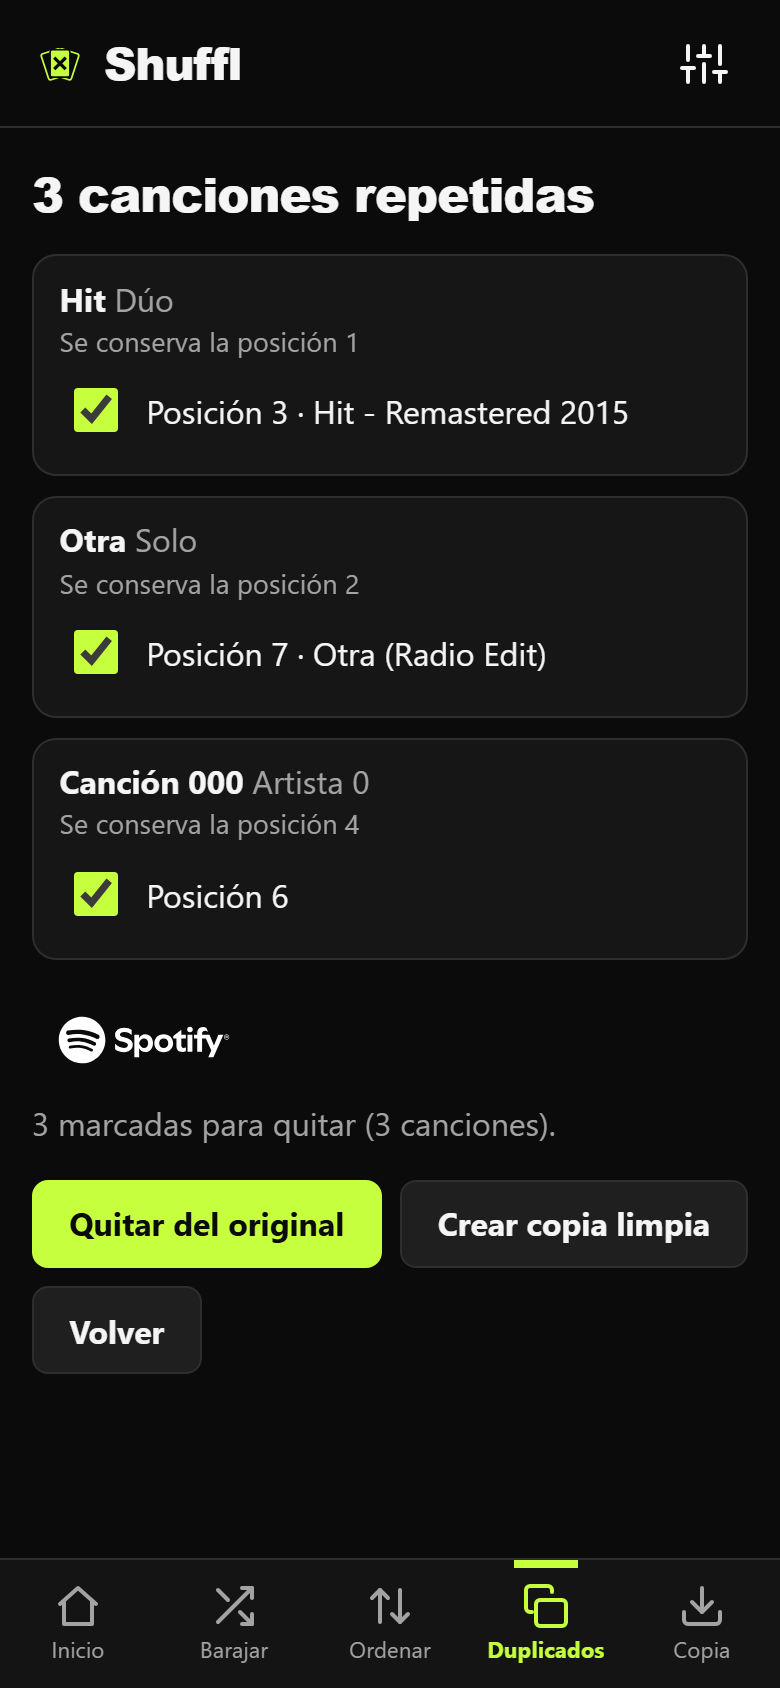 Shuffl
3 canciones repetidas
Hit Dúo
Se conserva la posición 1
Posición 3 · Hit - Remastered 2015
Otra Solo
Se conserva la posición 2
Posición 7 · Otra (Radio Edit)
Canción 000 Artista 0
Se conserva la posición 4
Posición 6
Spotify®
3 marcadas para quitar (3 canciones).
Quitar del original
Crear copia limpia
Volver
Inicio
Barajar
Ordenar
Duplicados
Copia